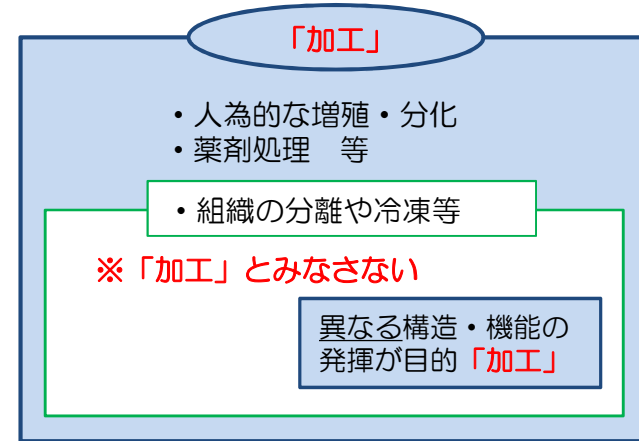 「加工」
・人為的な増殖・分化
・薬剤処理　等
・組織の分離や冷凍等
※「加工」とみなさない
異なる構造・機能の
発揮が目的「加工」